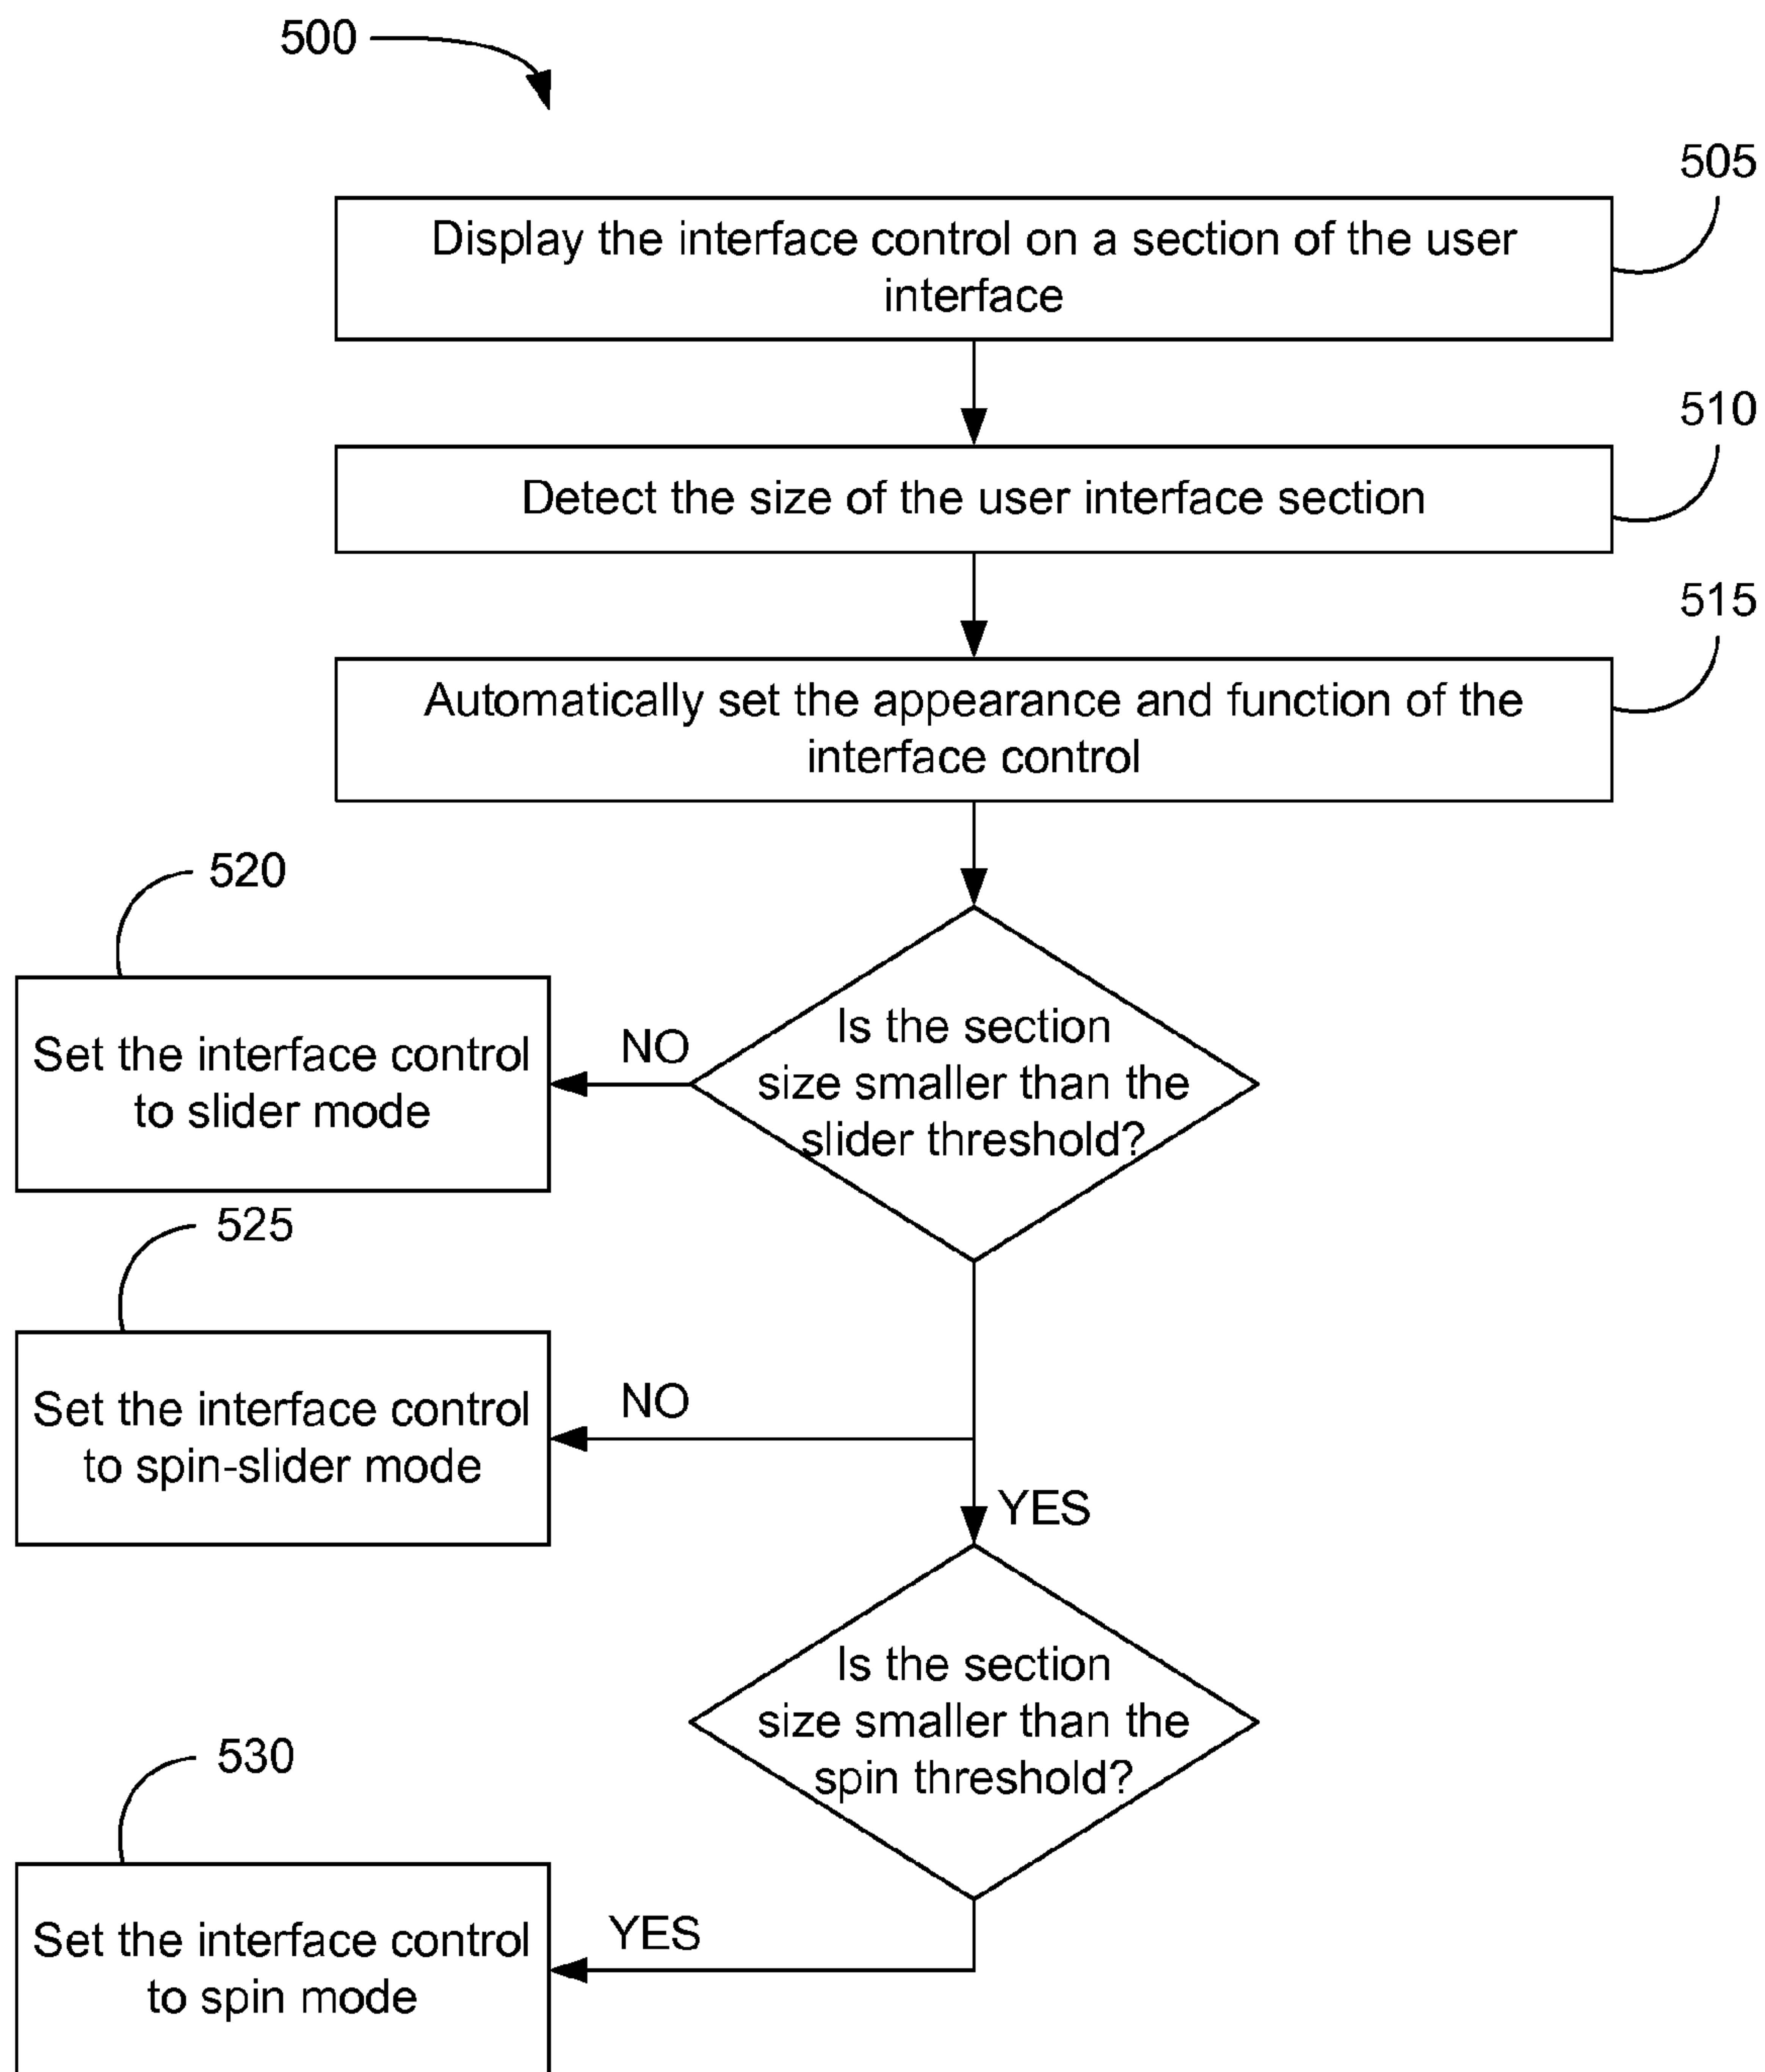 500
505
Display the interface control on a section of the user
interface
510
Detect the size of the user interface section
515
Automatically set the appearance and function of the
interface control
520
Set the interface control
to slider mode
NO
Is the section
size smaller than the
slider threshold?
525
Set the interface control
to spin-slider mode
NO
YES
Is the section
size smaller than the
spin threshold?
530
Set the interface control
to spin mode
YES